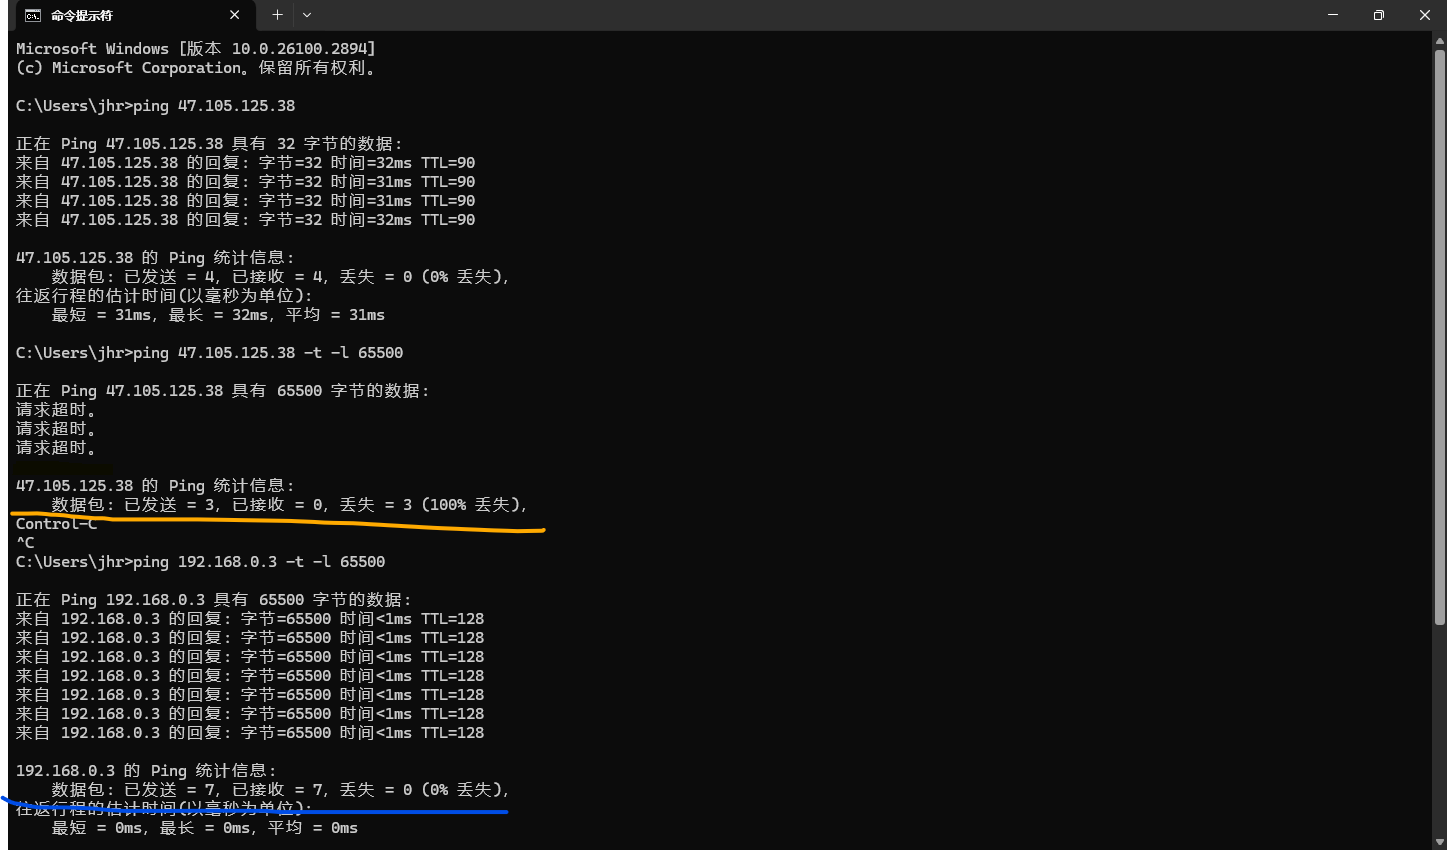 命令提示符
Microsoft Windows [版本 10.0.26100.2894]
(c) Microsoft Corporation。保留所有权利。
C:\Users\jhr>ping 47.105.125.38
正在 Ping 47.105.125.38 具有 32 字节的数据:
来自 47.105.125.38 的回复: 字节=32 时间=32ms TTL=90
来自 47.105.125.38 的回复: 字节=32 时间=31ms TTL=90
来自 47.105.125.38 的回复: 字节=32 时间=31ms TTL=90
来自 47.105.125.38 的回复: 字节=32 时间=32ms TTL=90
47.105.125.38 的 Ping 统计信息:
数据包: 已发送 = 4, 已接收 = 4, 丢失 = 0 (0% 丢失),
往返行程的估计时间(以毫秒为单位):
最短 = 31ms, 最长 = 32ms, 平均 = 31ms
C:\Users\jhr>ping 47.105.125.38 -t -l 65500
正在 Ping 47.105.125.38 具有 65500 字节的数据:
请求超时。
请求超时。
请求超时。
47.105.125.38 的 Ping 统计信息:
数据包: 已发送 = 3, 已接收 = 0, 丢失 = 3 (100% 丢失),
Control-C
^C
C:\Users\jhr>ping 192.168.0.3 -t -l 65500
正在 Ping 192.168.0.3 具有 65500 字节的数据:
来自 192.168.0.3 的回复: 字节=65500 时间<1ms TTL=128
来自 192.168.0.3 的回复: 字节=65500 时间<1ms TTL=128
来自 192.168.0.3 的回复: 字节=65500 时间<1ms TTL=128
来自 192.168.0.3 的回复: 字节=65500 时间<1ms TTL=128
来自 192.168.0.3 的回复: 字节=65500 时间<1ms TTL=128
来自 192.168.0.3 的回复: 字节=65500 时间<1ms TTL=128
来自 192.168.0.3 的回复: 字节=65500 时间<1ms TTL=128
192.168.0.3 的 Ping 统计信息:
数据包: 已发送 = 7, 已接收 = 7, 丢失 = 0 (0% 丢失),
往返行程的估计时间(以毫秒为单位):
最短 = 0ms, 最长 = 0ms, 平均 = 0ms